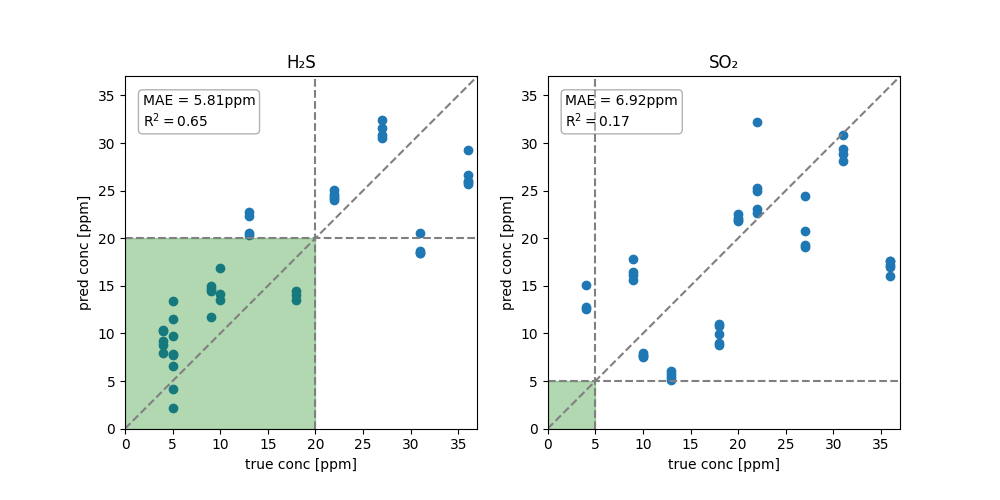 H₂S
MAE = 5.81ppm
R² = 0.65
35
30
25
20
15
10
5
0
pred conc [ppm]
0 5 10 15 20 25 30 35
true conc [ppm]
SO₂
MAE = 6.92ppm
R² = 0.17
35
30
25
20
15
10
5
0
pred conc [ppm]
0 5 10 15 20 25 30 35
true conc [ppm]